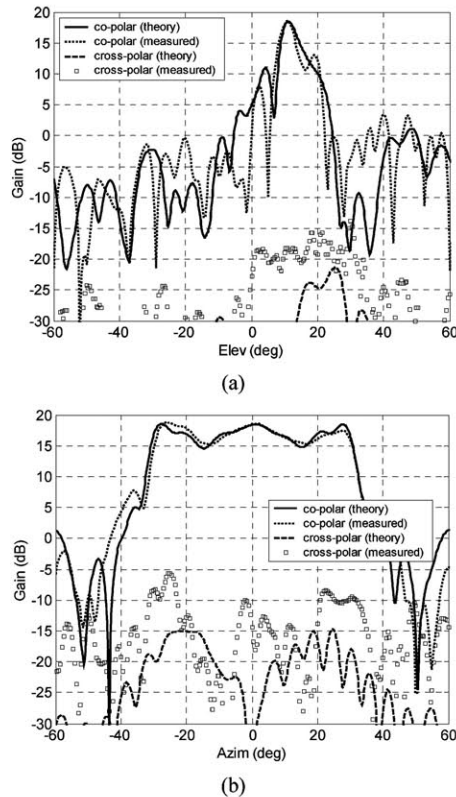 20
15
10
5
0
-5
-10
-15
-20
-25
-30
Gain (dB)
co-polar (theory)
co-polar (measured)
cross-polar (theory)
cross-polar (measured)
-60 -40 -20 0 20 40 60
Elev (deg)
(a)
20
15
10
5
0
-5
-10
-15
-20
-25
-30
Gain (dB)
co-polar (theory)
co-polar (measured)
cross-polar (theory)
cross-polar (measured)
-60 -40 -20 0 20 40 60
Azim (deg)
(b)